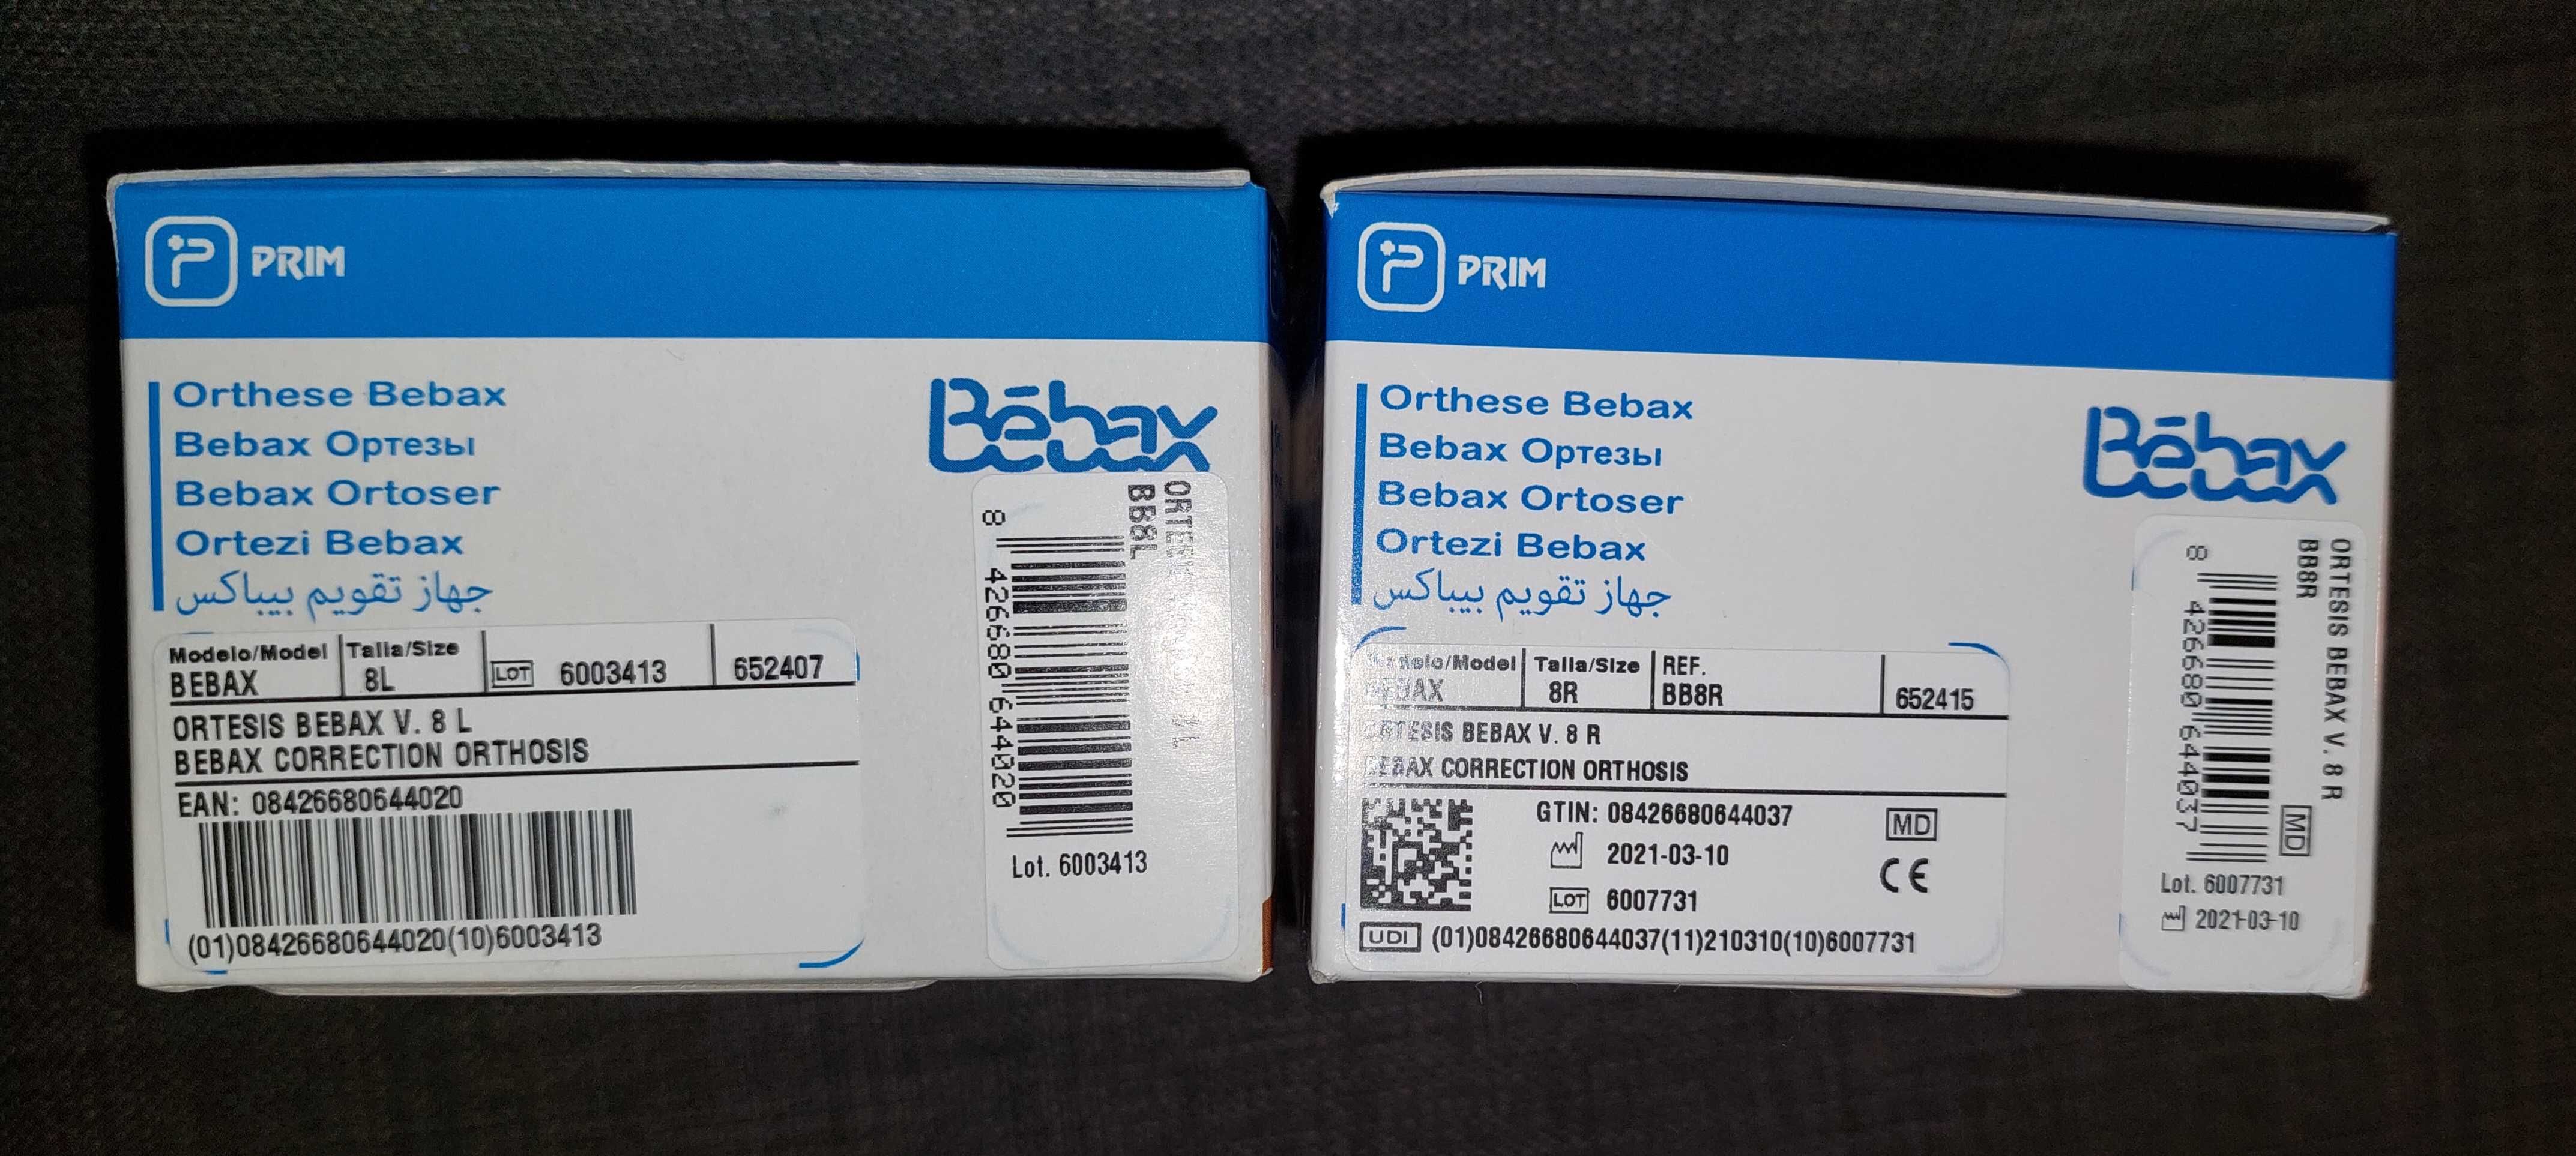 PRIM
Orthese Bebax
Bebax Ортезы
Bebax Ortoser
Ortezi Bebax
جهاز تقويم بيباكس
Bébax
Modelo/Model Talla/Size
BEBAX 8L LOT 6003413 652407
ORTESIS BEBAX V. 8 L
BEBAX CORRECTION ORTHOSIS
EAN: 08426680644020
(01)08426680644020(10)6003413
ORTESIS
BB8L
8 426680 644020
Lot. 6003413
PRIM
Orthese Bebax
Bebax Ортезы
Bebax Ortoser
Ortezi Bebax
جهاز تقويم بيباكس
Bébax
Modelo/Model Talla/Size REF.
BEBAX 8R BB8R 652415
ORTESIS BEBAX V. 8 R
BEBAX CORRECTION ORTHOSIS
GTIN: 08426680644037 MD
2021-03-10 CE
LOT 6007731
UDI (01)08426680644037(11)210310(10)6007731
ORTESIS BEBAX V. 8 R
BB8R MD
8 426680 644037
Lot. 6007731
2021-03-10